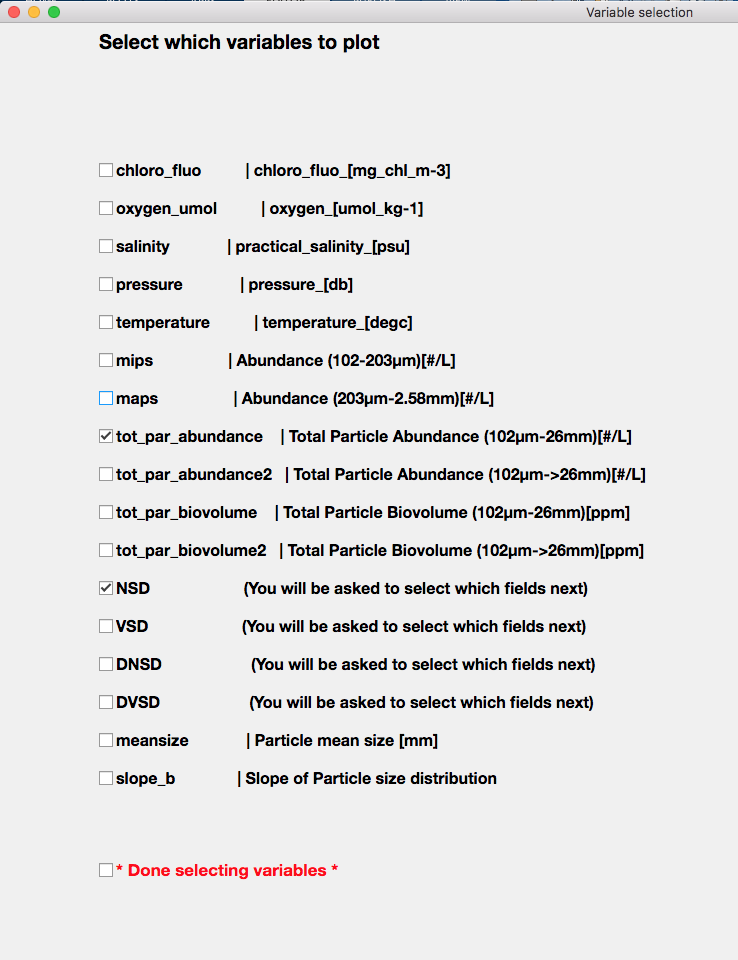 Variable selection
Select which variables to plot
chloro_fluo | chloro_fluo_[mg_chl_m-3]
oxygen_umol | oxygen_[umol_kg-1]
salinity | practical_salinity_[psu]
pressure | pressure_[db]
temperature | temperature_[degc]
mips | Abundance (102-203µm)[#/L]
maps | Abundance (203µm-2.58mm)[#/L]
tot_par_abundance | Total Particle Abundance (102µm-26mm)[#/L]
tot_par_abundance2 | Total Particle Abundance (102µm->26mm)[#/L]
tot_par_biovolume | Total Particle Biovolume (102µm-26mm)[ppm]
tot_par_biovolume2 | Total Particle Biovolume (102µm->26mm)[ppm]
NSD (You will be asked to select which fields next)
VSD (You will be asked to select which fields next)
DNSD (You will be asked to select which fields next)
DVSD (You will be asked to select which fields next)
meansize | Particle mean size [mm]
slope_b | Slope of Particle size distribution
* Done selecting variables *